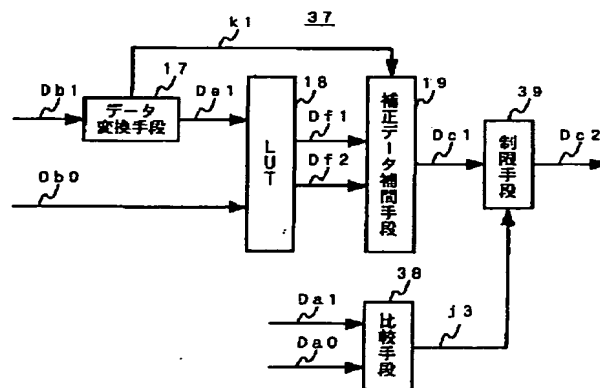 k1
37
17
Db1
データ
変換手段
De1
18
LUT
Df1
Df2
19
補正データ補間手段
Dc1
39
制限手段
Dc2
Db0
38
Da1
Da0
比較手段
j3